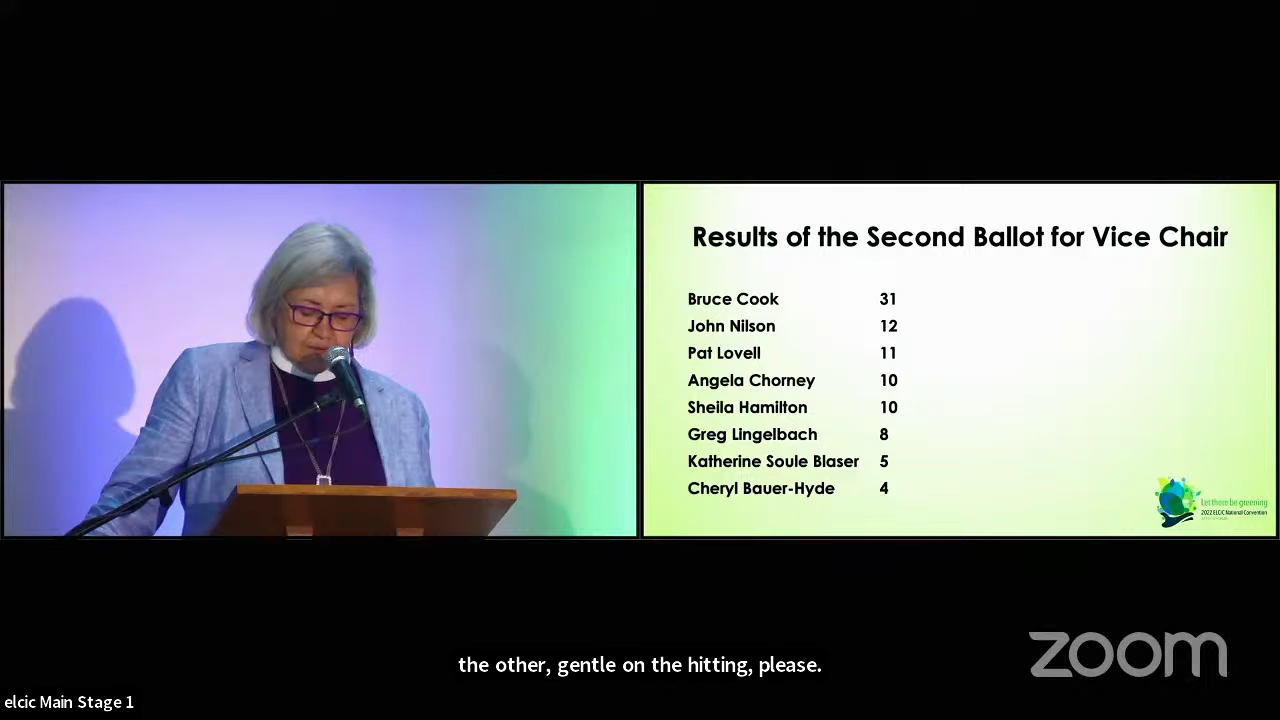 Results of the Second Ballot for Vice Chair
Bruce Cook 31
John Nilson 12
Pat Lovell 11
Angela Chorney 10
Sheila Hamilton 10
Greg Lingelbach 8
Katherine Soule Blaser 5
Cheryl Bauer-Hyde 4
Let there be greening
2022 ELCIC National Convention
the other, gentle on the hitting, please.
zoom
elcic Main Stage 1